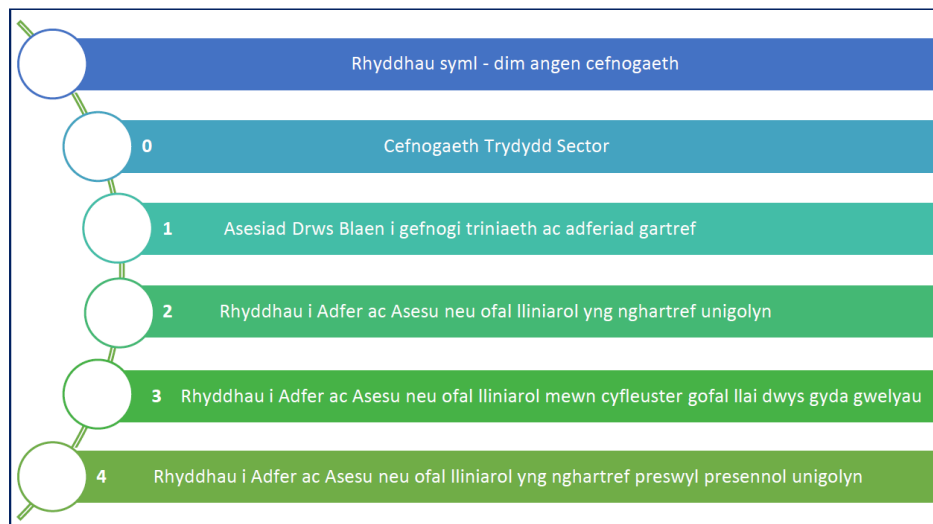 Rhyddhau syml - dim angen cefnogaeth
0 Cefnogaeth Trydydd Sector
1 Asesiad Drws Blaen i gefnogi triniaeth ac adferiad gartref
2 Rhyddhau i Adfer ac Asesu neu ofal lliniarol yng nghartref unigolyn
3 Rhyddhau i Adfer ac Asesu neu ofal lliniarol mewn cyfleuster gofal llai dwys gyda gwelyau
4 Rhyddhau i Adfer ac Asesu neu ofal lliniarol yng nghartref preswyl presennol unigolyn